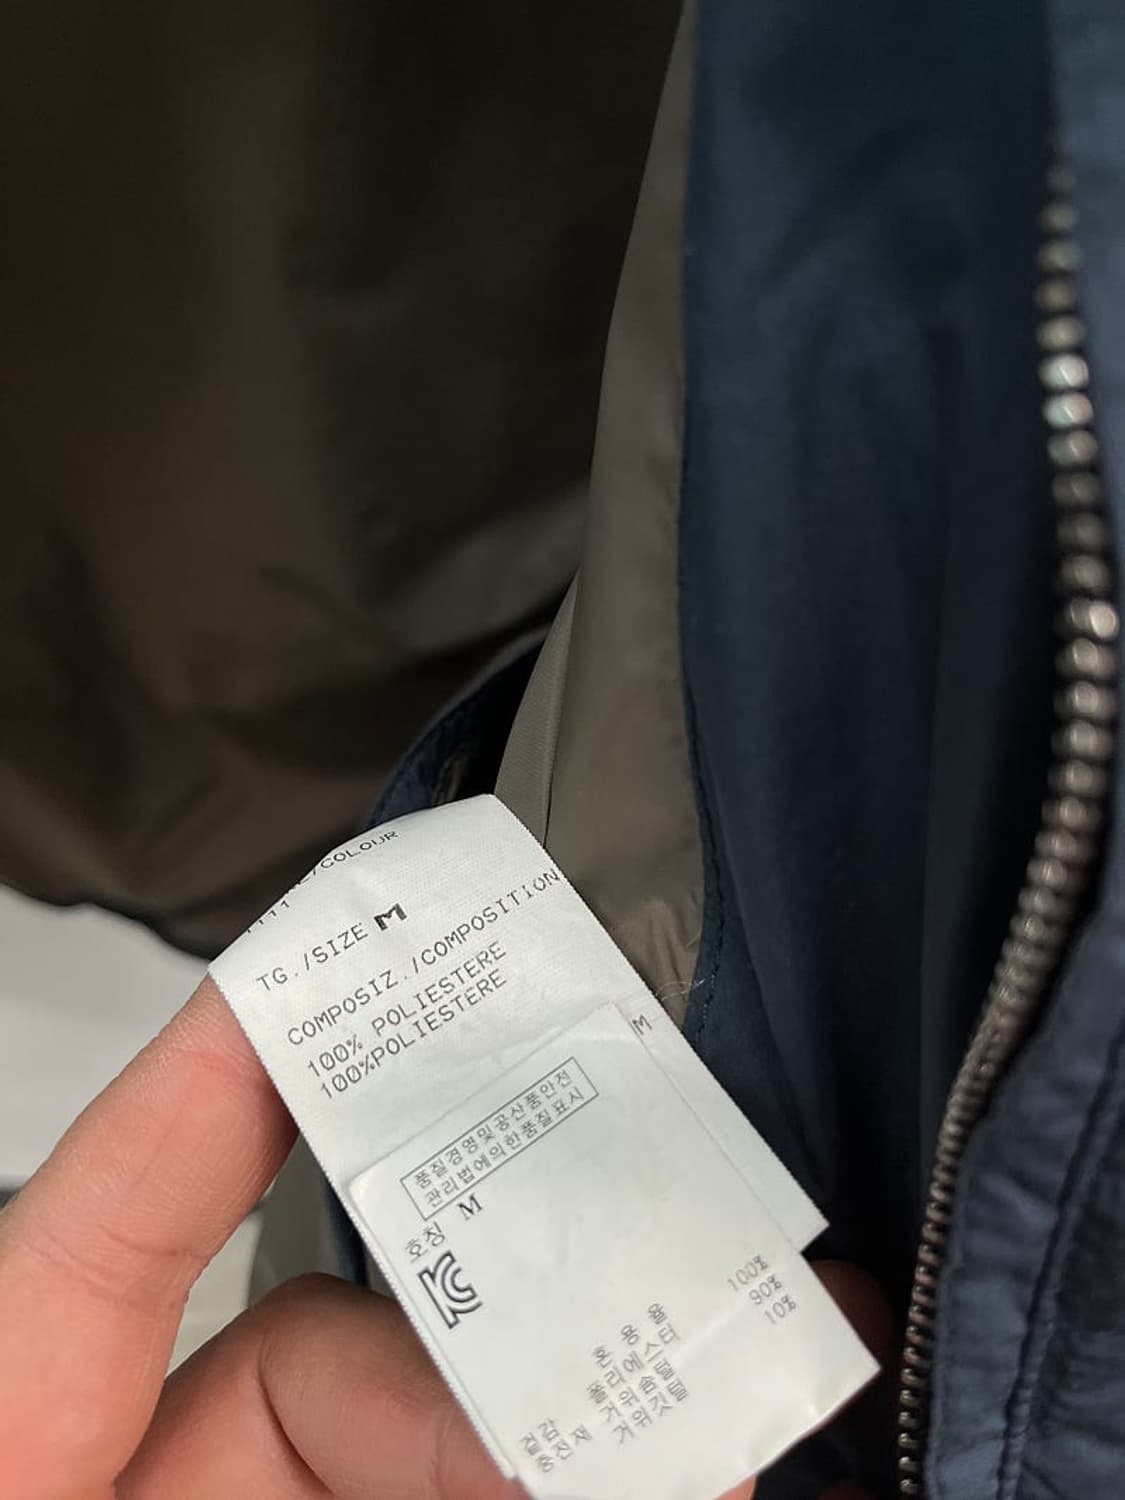 /COLOUR
1111
TG./SIZE M
COMPOSIZ./COMPOSITION
100% POLIESTERE
100%POLIESTERE
M
품질경영및공산품안전
관리법에의한품질표시
호칭 M
혼용율
겉감 폴리에스터 100%
충전재 거위솜털 90%
거위깃털 10%